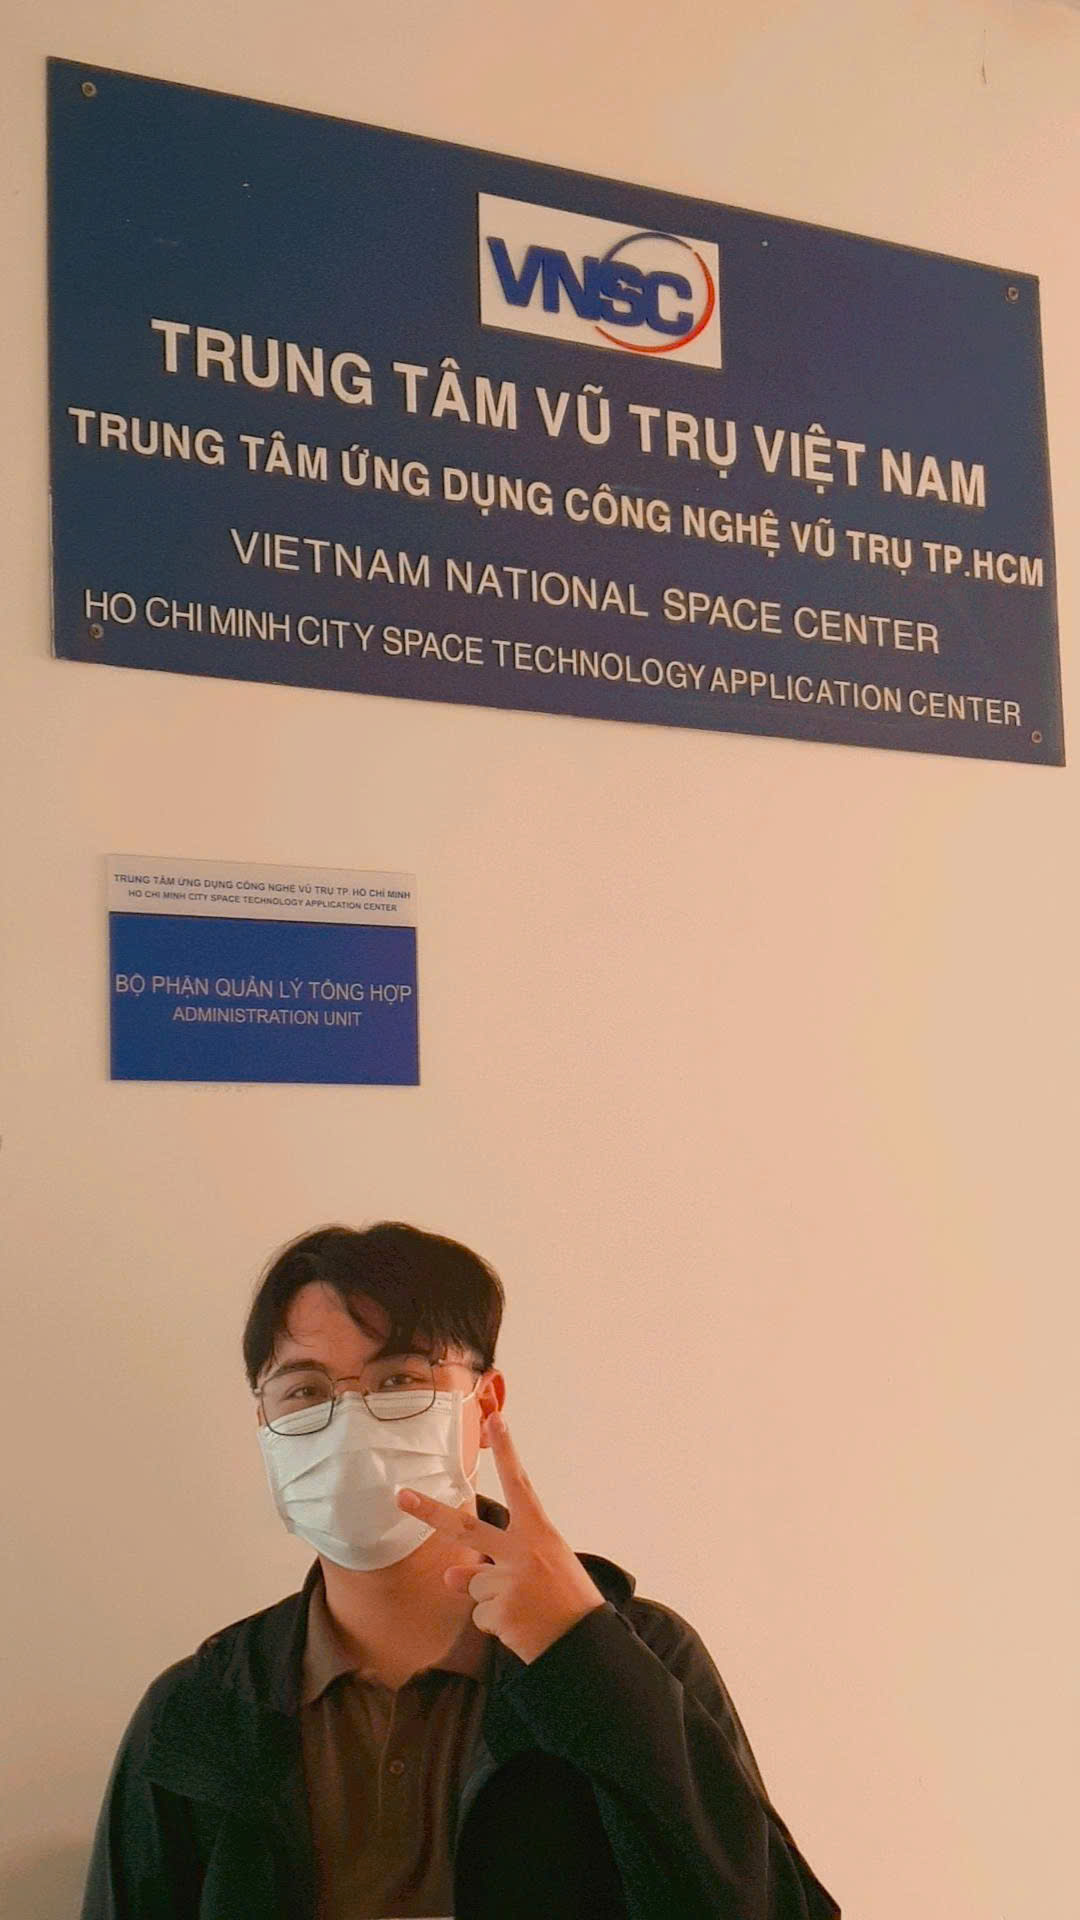 VNSC
TRUNG TÂM VŨ TRỤ VIỆT NAM
TRUNG TÂM ỨNG DỤNG CÔNG NGHỆ VŨ TRỤ TP.HCM
VIETNAM NATIONAL SPACE CENTER
HO CHI MINH CITY SPACE TECHNOLOGY APPLICATION CENTER
TRUNG TÂM ỨNG DỤNG CÔNG NGHỆ VŨ TRỤ TP. HỒ CHÍ MINH
HO CHI MINH CITY SPACE TECHNOLOGY APPLICATION CENTER
BỘ PHẬN QUẢN LÝ TỔNG HỢP
ADMINISTRATION UNIT